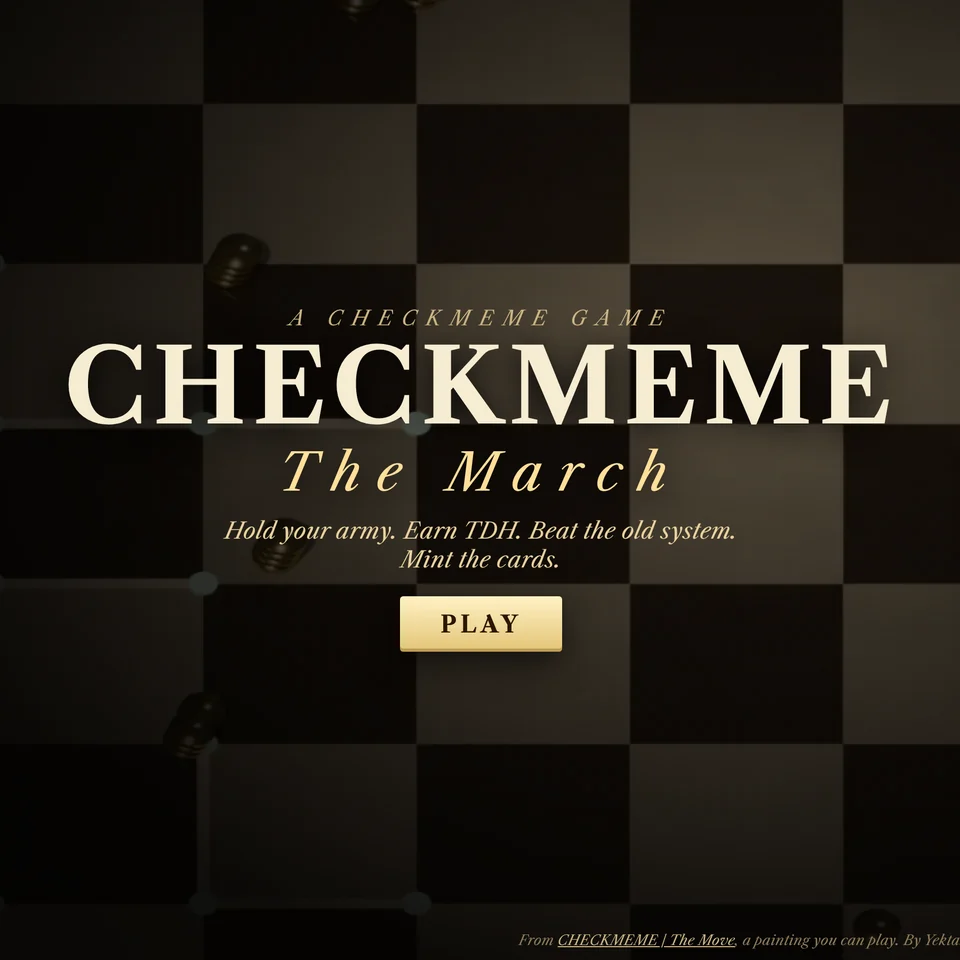 A CHECKMEME GAME
CHECKMEME
The March
Hold your army. Earn TDH. Beat the old system.
Mint the cards.
PLAY
From CHECKMEME | The Move, a painting you can play. By Yekta